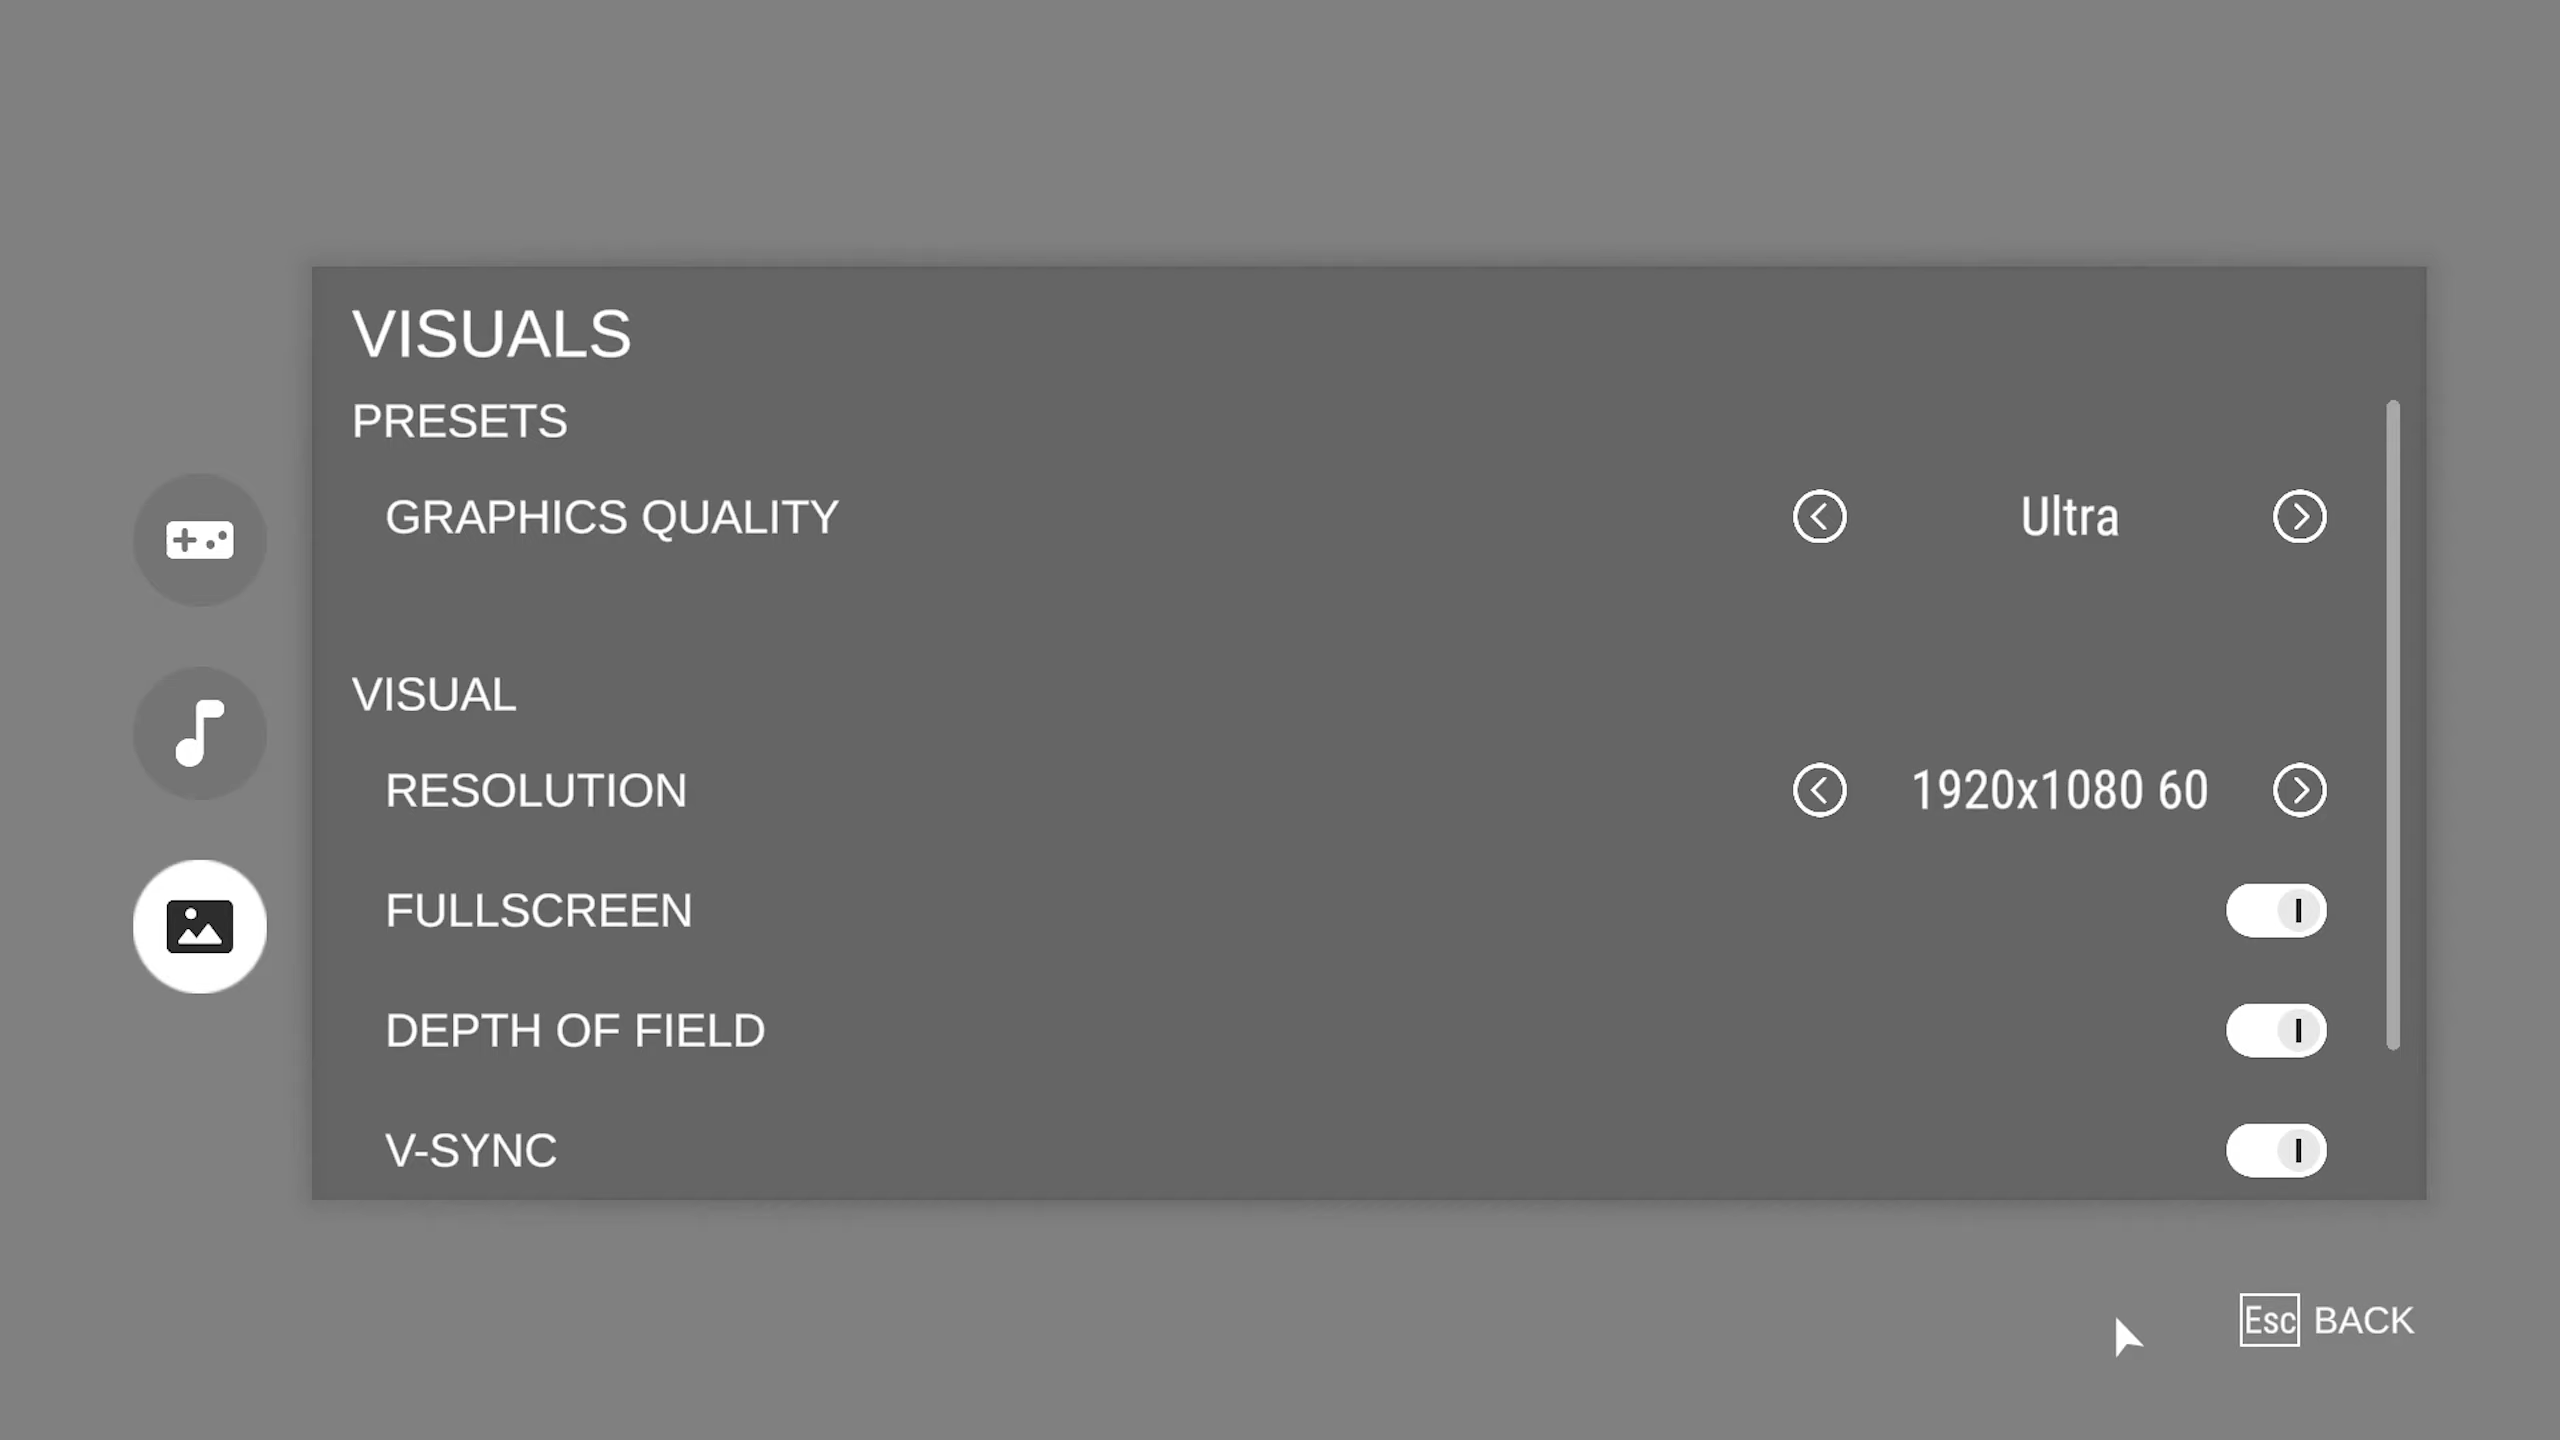 VISUALS
PRESETS
GRAPHICS QUALITY
Ultra
VISUAL
RESOLUTION
1920x1080 60
FULLSCREEN
DEPTH OF FIELD
V-SYNC
Esc BACK